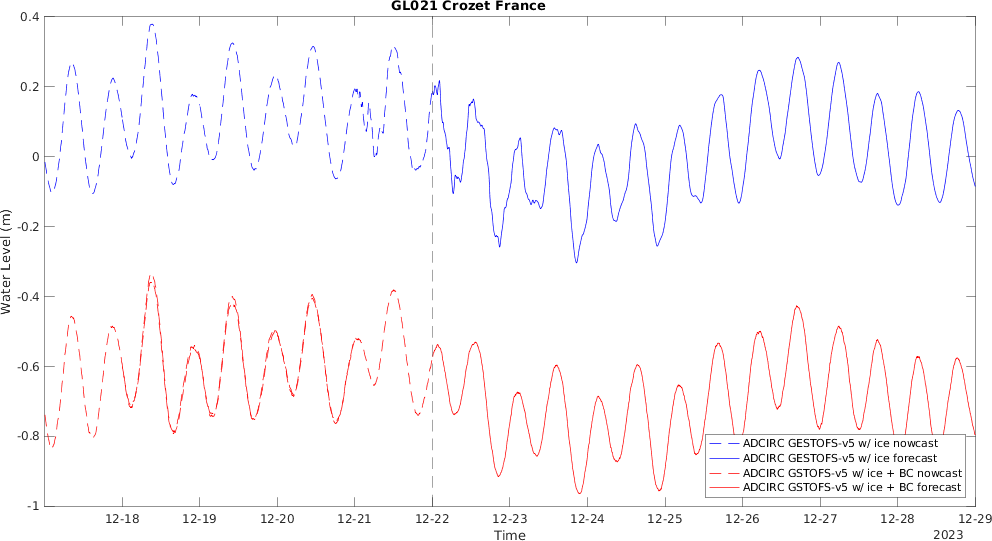 GL021 Crozet France
0.4
0.2
0
-0.2
-0.4
-0.6
-0.8
-1
Water Level (m)
ADCIRC GESTOFS-v5 w/ ice nowcast
ADCIRC GESTOFS-v5 w/ ice forecast
ADCIRC GSTOFS-v5 w/ ice + BC nowcast
ADCIRC GSTOFS-v5 w/ ice + BC forecast
12-18 12-19 12-20 12-21 12-22 12-23 12-24 12-25 12-26 12-27 12-28 12-29
Time
2023